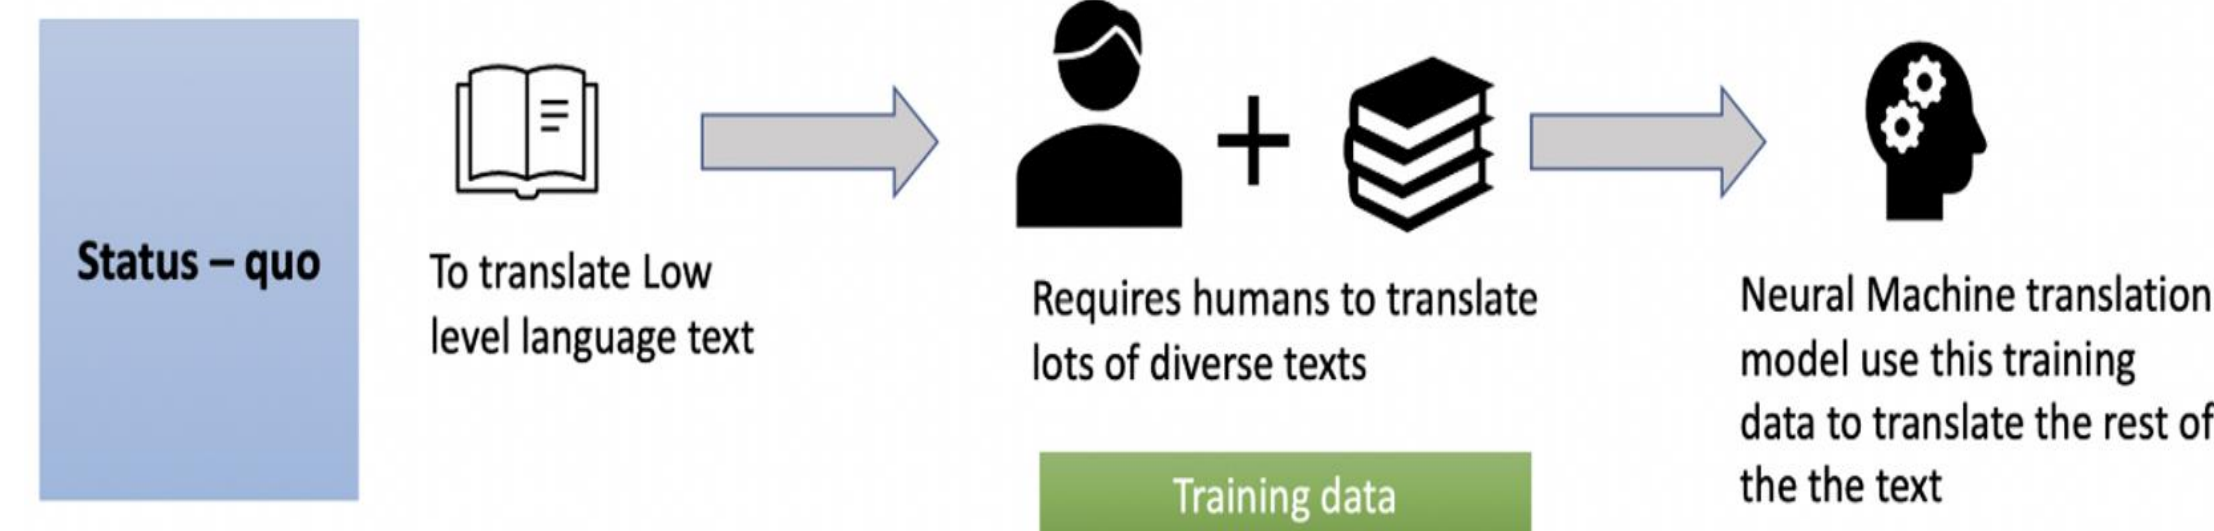 Status – quo
To translate Low
level language text
Requires humans to translate
lots of diverse texts
Training data
Neural Machine translation
model use this training
data to translate the rest of
the the text